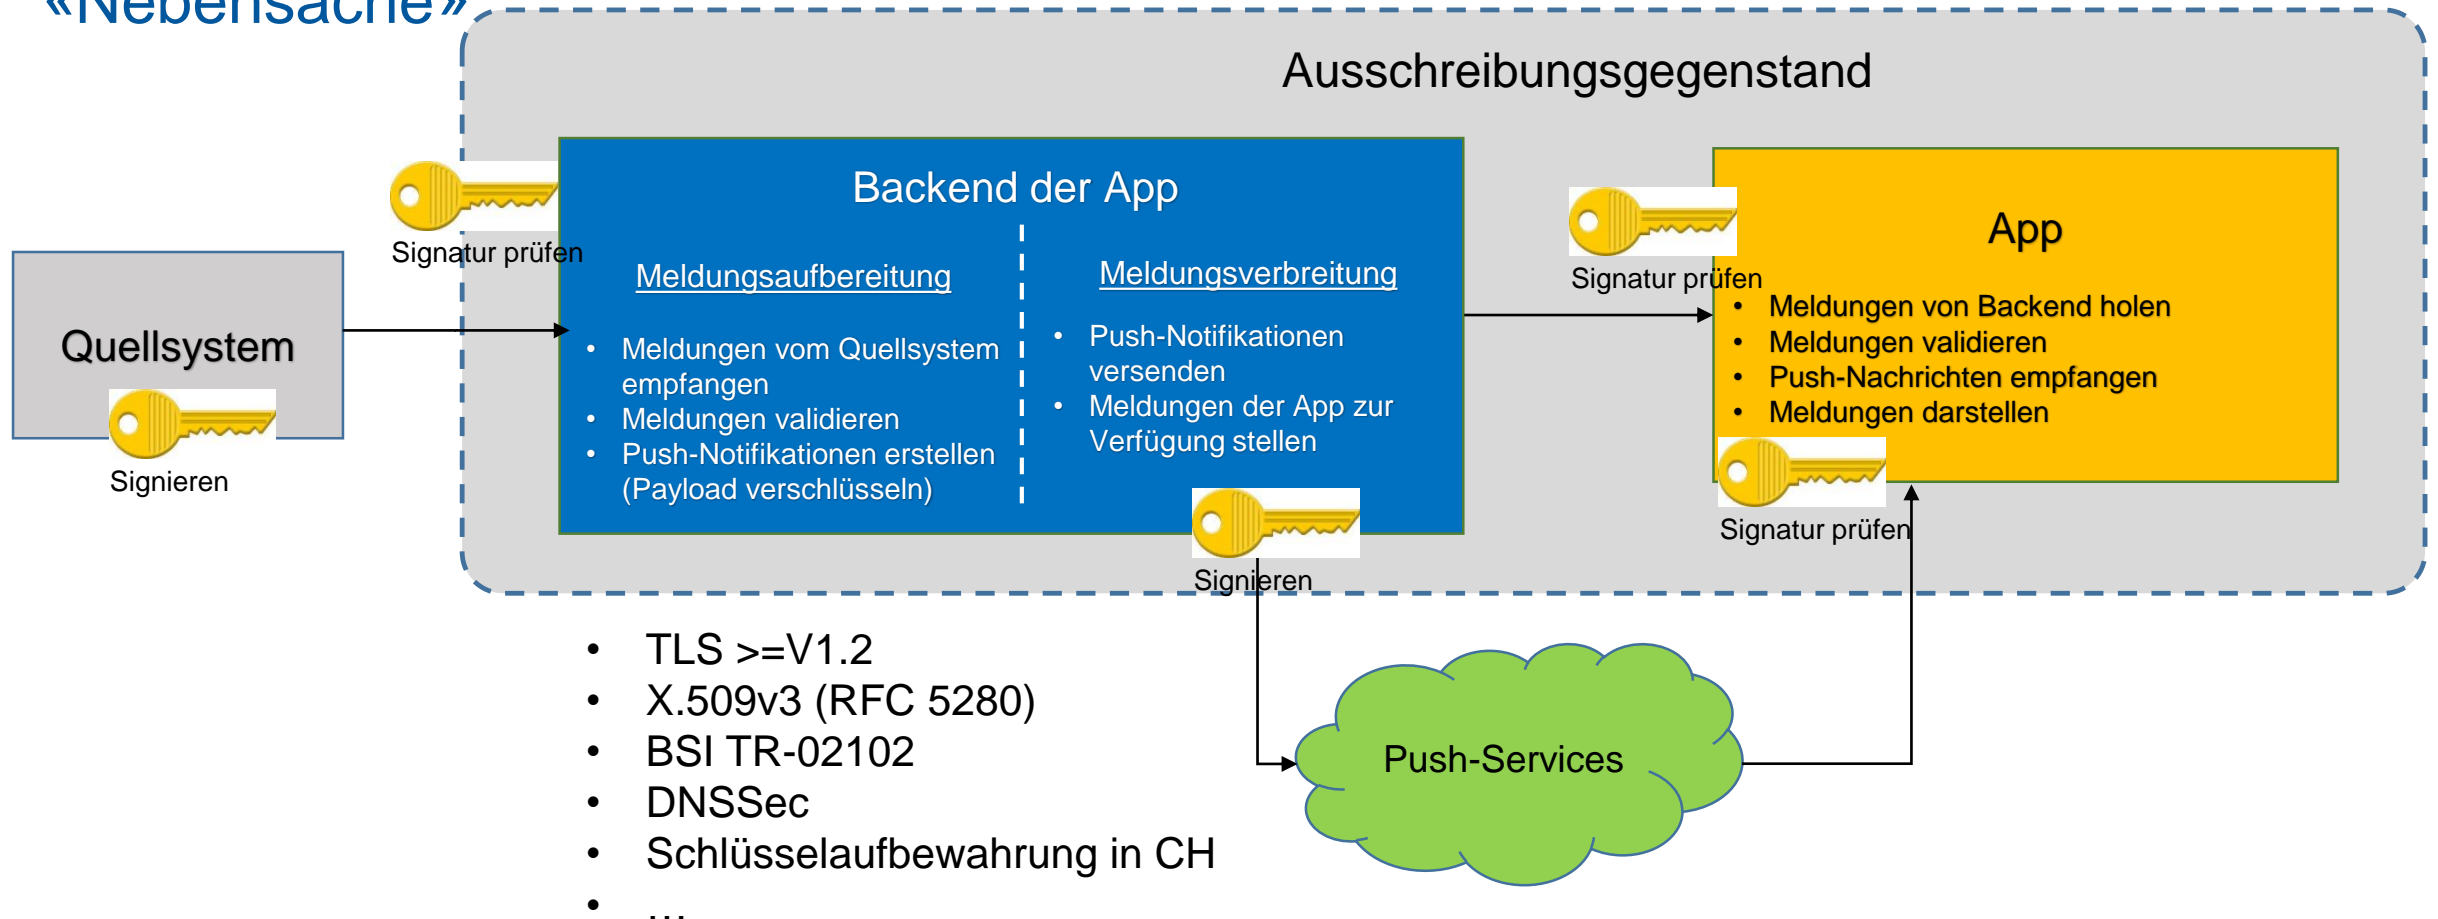 «Nebensache»
Ausschreibungsgegenstand
Quellsystem
Signieren
Signatur prüfen
Backend der App
Meldungsaufbereitung
• Meldungen vom Quellsystem
empfangen
• Meldungen validieren
• Push-Notifikationen erstellen
(Payload verschlüsseln)
Meldungsverbreitung
• Push-Notifikationen
versenden
• Meldungen der App zur
Verfügung stellen
Signieren
Signatur prüfen
App
• Meldungen von Backend holen
• Meldungen validieren
• Push-Nachrichten empfangen
• Meldungen darstellen
Signatur prüfen
• TLS >=V1.2
• X.509v3 (RFC 5280)
• BSI TR-02102
• DNSSec
• Schlüsselaufbewahrung in CH
• ...
Push-Services